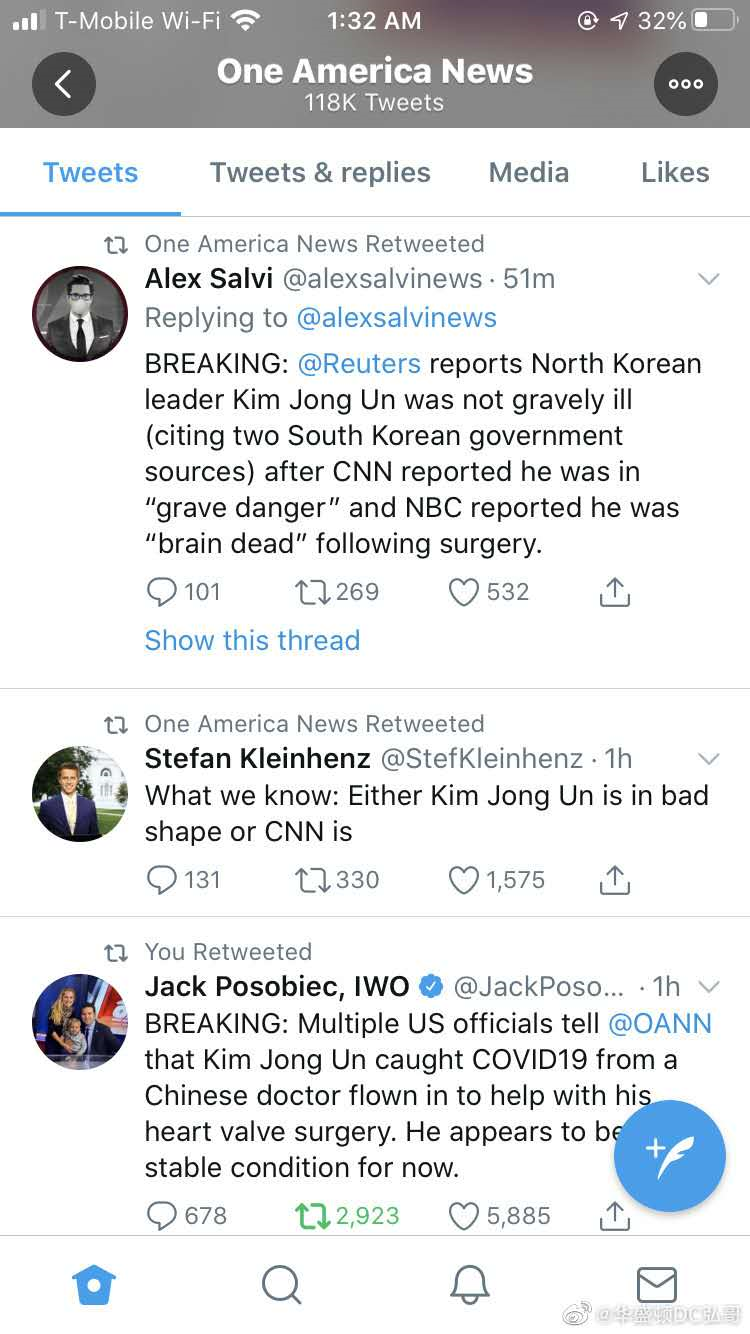 T-Mobile Wi-Fi 1:32 AM 32%
One America News
118K Tweets
Tweets Tweets & replies Media Likes
One America News Retweeted
Alex Salvi @alexsalvinews · 51m
Replying to @alexsalvinews
BREAKING: @Reuters reports North Korean
leader Kim Jong Un was not gravely ill
(citing two South Korean government
sources) after CNN reported he was in
“grave danger” and NBC reported he was
“brain dead” following surgery.
101 269 532
Show this thread
One America News Retweeted
Stefan Kleinhenz @StefKleinhenz · 1h
What we know: Either Kim Jong Un is in bad
shape or CNN is
131 330 1,575
You Retweeted
Jack Posobiec, IWO @JackPoso... · 1h
BREAKING: Multiple US officials tell @OANN
that Kim Jong Un caught COVID19 from a
Chinese doctor flown in to help with his
heart valve surgery. He appears to be
stable condition for now.
678 2,923 5,885
@华盛顿DC弘哥